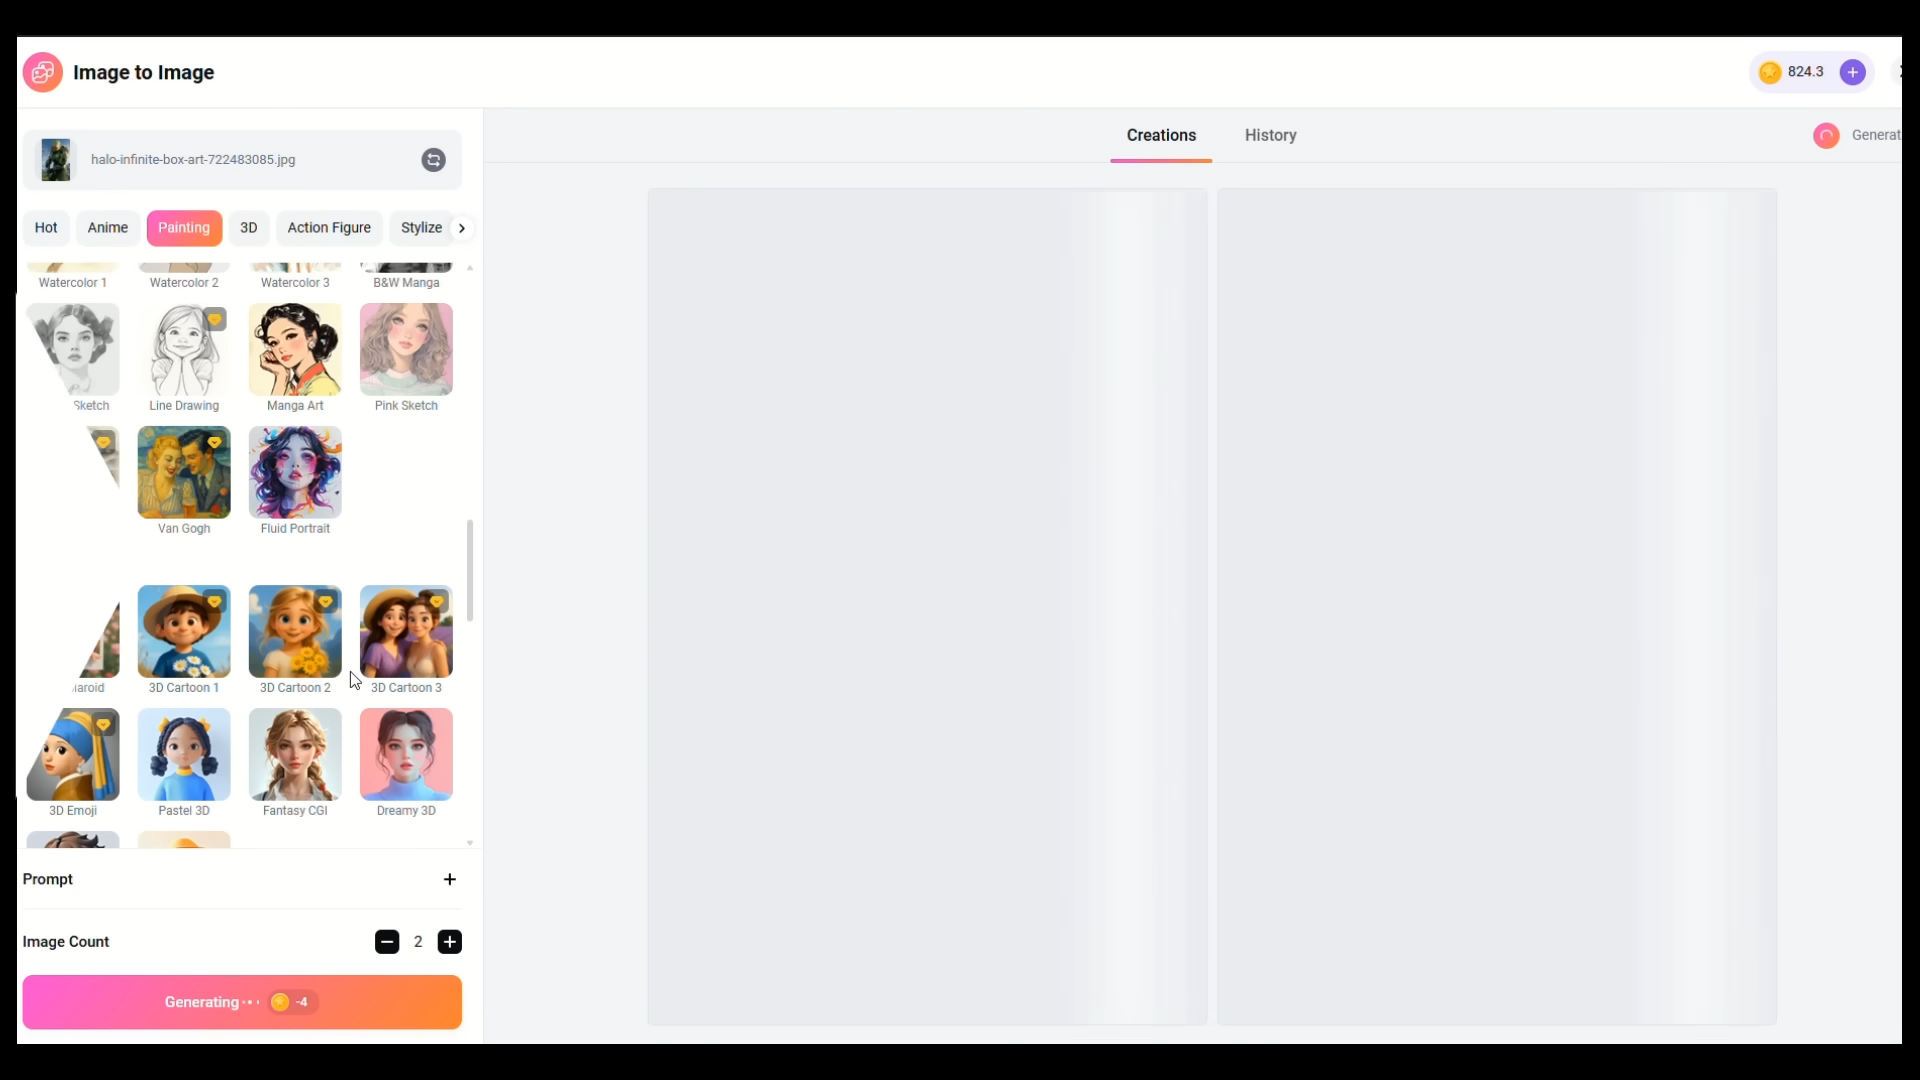 Image to Image
824.3
halo-infinite-box-art-722483085.jpg
Creations
History
Generat
Hot
Anime
Painting
3D
Action Figure
Stylize
Watercolor 1
Watercolor 2
Watercolor 3
B&W Manga
Sketch
Line Drawing
Manga Art
Pink Sketch
Van Gogh
Fluid Portrait
aroid
3D Cartoon 1
3D Cartoon 2
3D Cartoon 3
3D Emoji
Pastel 3D
Fantasy CGI
Dreamy 3D
Prompt
Image Count
2
Generating··· -4